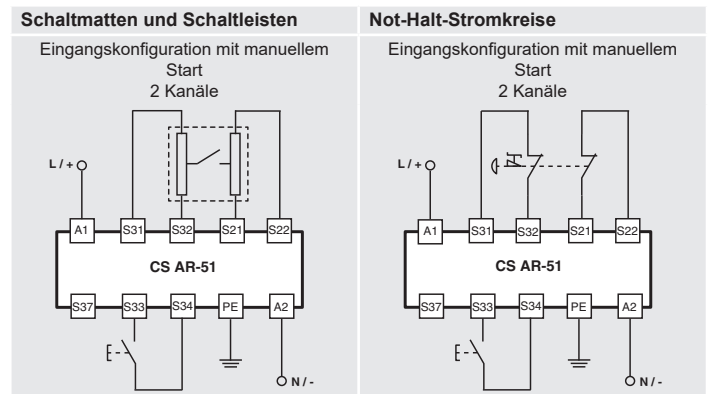 Schaltmatten und Schaltleisten
Eingangskonfiguration mit manuellem
Start
2 Kanäle
L / +
A1 S31 S32 S21 S22
CS AR-51
S37 S33 S34 PE A2
N / -
Not-Halt-Stromkreise
Eingangskonfiguration mit manuellem
Start
2 Kanäle
L / +
A1 S31 S32 S21 S22
CS AR-51
S37 S33 S34 PE A2
N / -